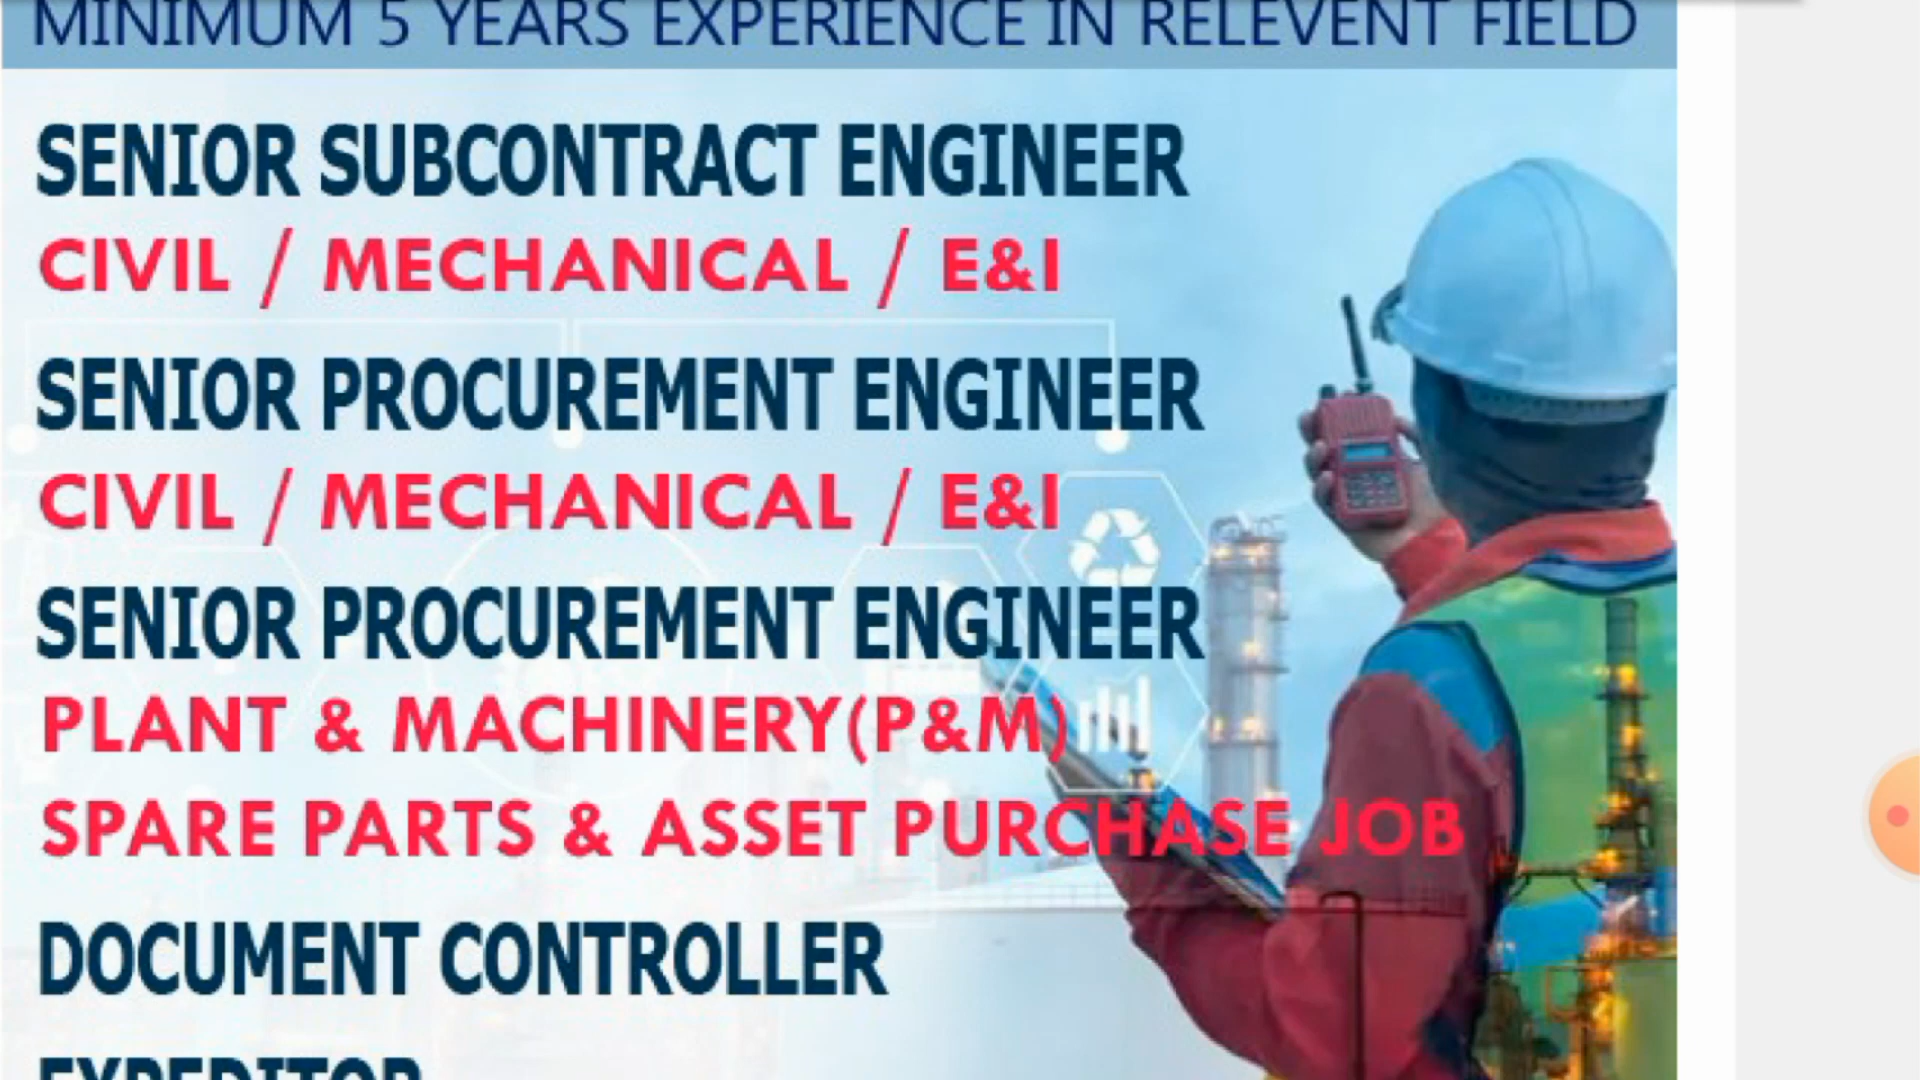 MINIMUM 5 YEARS EXPERIENCE IN RELEVENT FIELD
SENIOR SUBCONTRACT ENGINEER
CIVIL / MECHANICAL / E&I
SENIOR PROCUREMENT ENGINEER
CIVIL / MECHANICAL / E&I
SENIOR PROCUREMENT ENGINEER
PLANT & MACHINERY(P&M)
SPARE PARTS & ASSET PURCHASE JOB
DOCUMENT CONTROLLER
EXPEDITOR